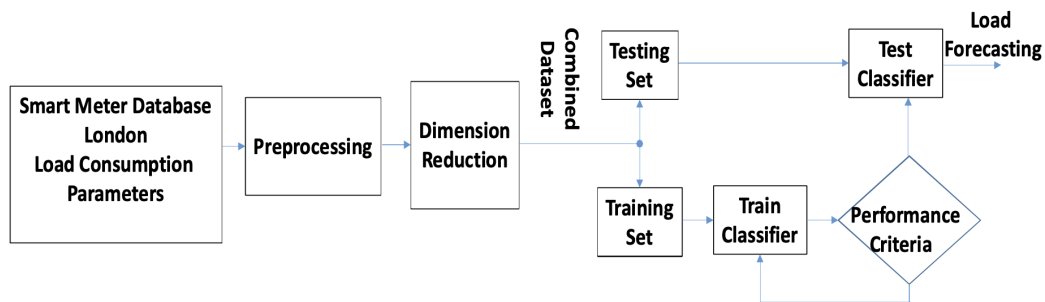 Smart Meter Database
London
Load Consumption
Parameters
Preprocessing
Dimension
Reduction
Combined
Dataset
Testing
Set
Training
Set
Train
Classifier
Performance
Criteria
Test
Classifier
Load
Forecasting